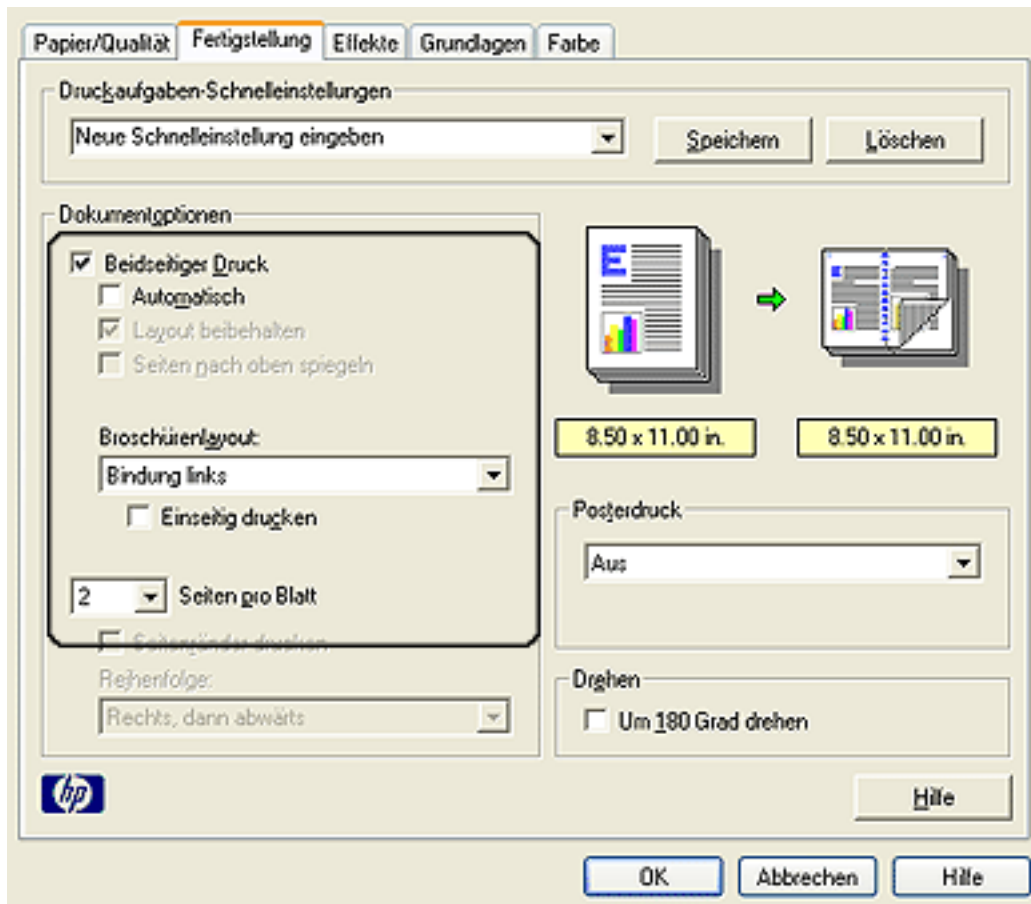 Papier/Qualität Fertigstellung Effekte Grundlagen Farbe
Druckaufgaben-Schnelleinstellungen
Neue Schnelleinstellung eingeben Speichern Löschen
Dokumentoptionen
Beidseitiger Druck
Automatisch
Layout beibehalten
Seiten nach oben spiegeln
Broschürenlayout:
Bindung links
Einseitig drucken
2 Seiten pro Blatt
Seitenränder drucken
Reihenfolge:
Rechts, dann abwärts
E
8.50 x 11.00 in. 8.50 x 11.00 in.
Posterdruck
Aus
Drehen
Um 180 Grad drehen
hp
Hilfe
OK Abbrechen Hilfe